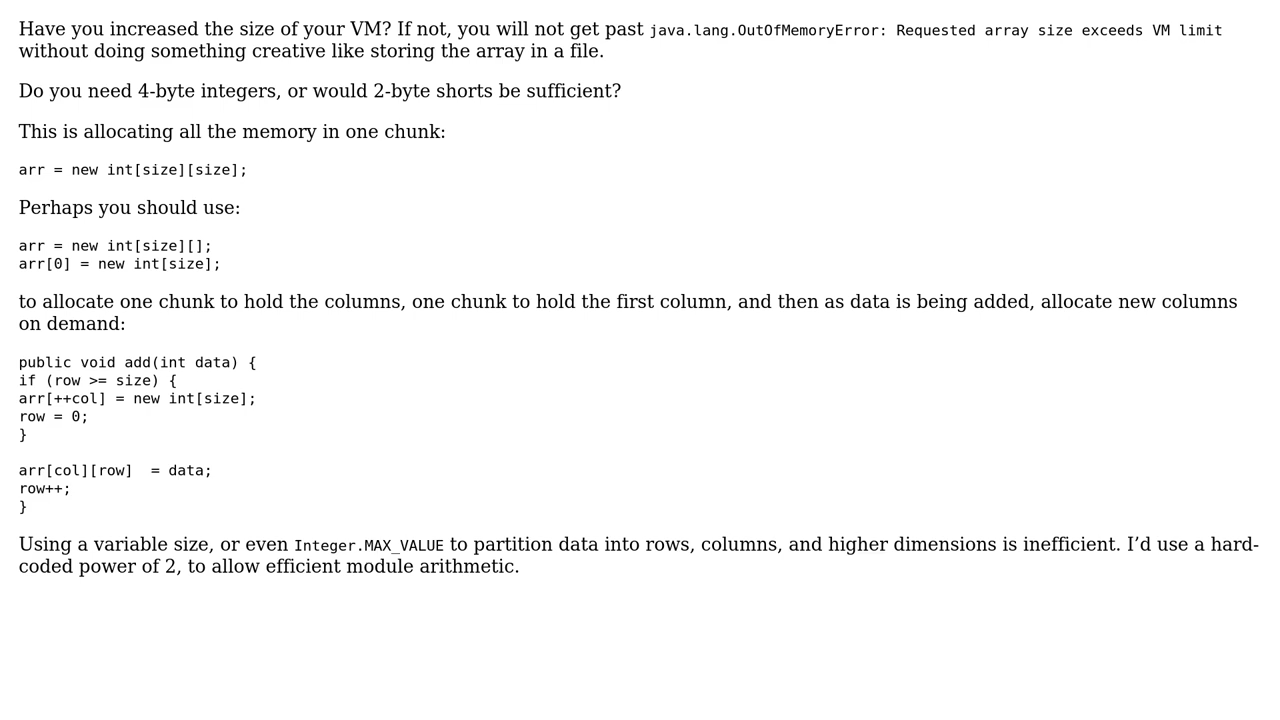 Have you increased the size of your VM? If not, you will not get past java.lang.OutOfMemoryError: Requested array size exceeds VM limit
without doing something creative like storing the array in a file.
Do you need 4-byte integers, or would 2-byte shorts be sufficient?
This is allocating all the memory in one chunk:
arr = new int[size][size];
Perhaps you should use:
arr = new int[size][];
arr[0] = new int[size];
to allocate one chunk to hold the columns, one chunk to hold the first column, and then as data is being added, allocate new columns
on demand:
public void add(int data) {
if (row >= size) {
arr[++col] = new int[size];
row = 0;
}
arr[col][row]  = data;
row++;
}
Using a variable size, or even Integer.MAX_VALUE to partition data into rows, columns, and higher dimensions is inefficient. I’d use a hard-
coded power of 2, to allow efficient module arithmetic.